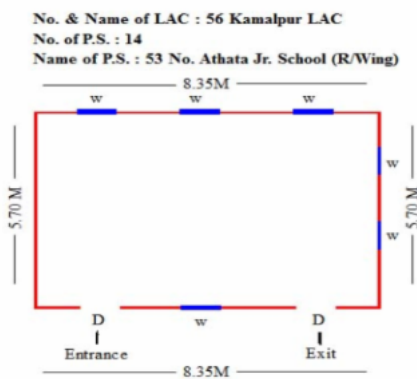 No. & Name of LAC : 56 Kamalpur LAC
No. of P.S. : 14
Name of P.S. : 53 No. Athata Jr. School (R/Wing)
8.35M
W W W
5.70 M
W
5.70 M
W
D W D
Entrance Exit
8.35M